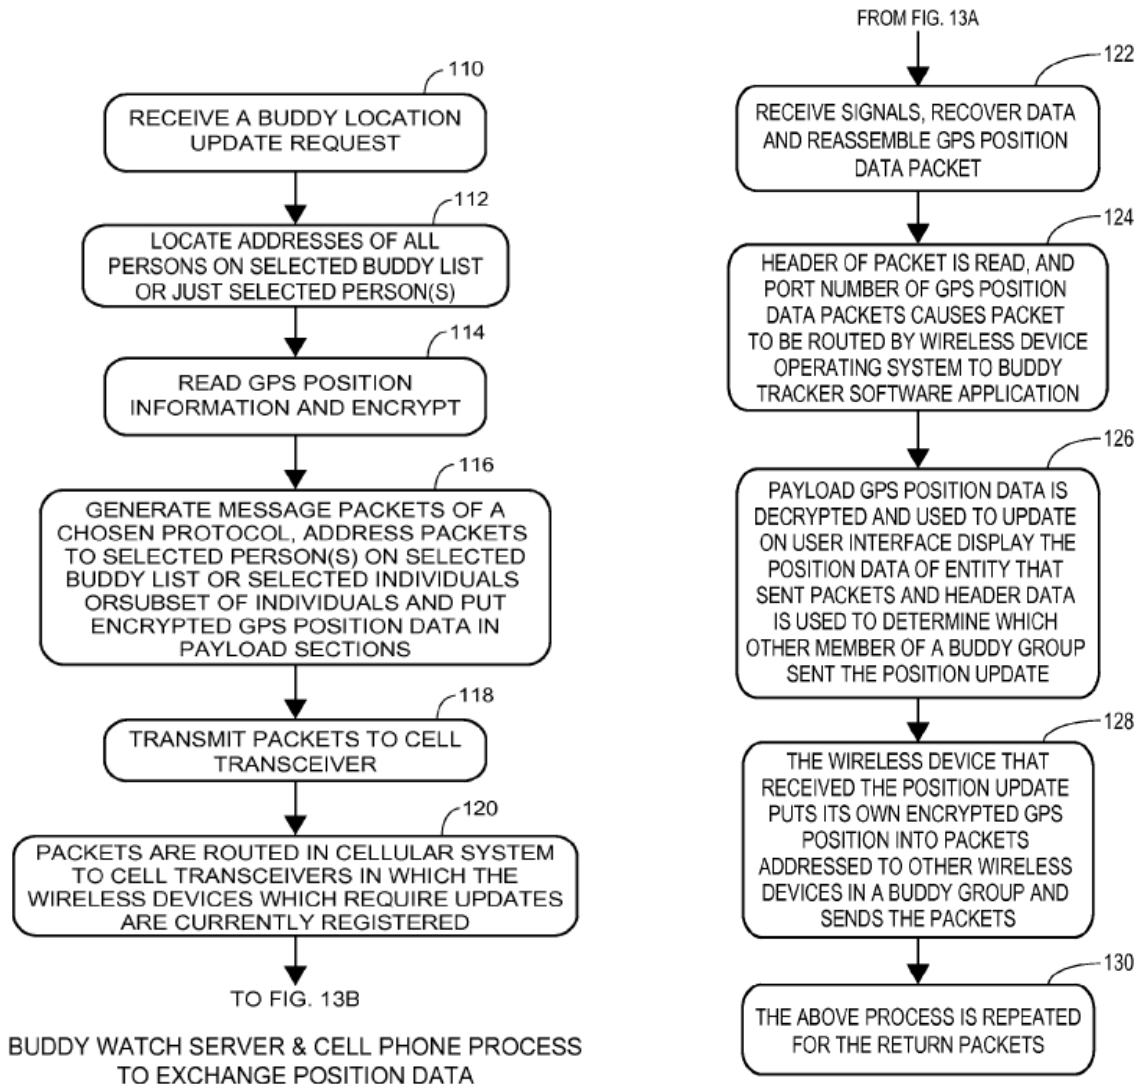 110
RECEIVE A BUDDY LOCATION
UPDATE REQUEST
112
LOCATE ADDRESSES OF ALL
PERSONS ON SELECTED BUDDY LIST
OR JUST SELECTED PERSON(S)
114
READ GPS POSITION
INFORMATION AND ENCRYPT
116
GENERATE MESSAGE PACKETS OF A
CHOSEN PROTOCOL, ADDRESS PACKETS
TO SELECTED PERSON(S) ON SELECTED
BUDDY LIST OR SELECTED INDIVIDUALS
ORSUBSET OF INDIVIDUALS AND PUT
ENCRYPTED GPS POSITION DATA IN
PAYLOAD SECTIONS
118
TRANSMIT PACKETS TO CELL
TRANSCEIVER
120
PACKETS ARE ROUTED IN CELLULAR SYSTEM
TO CELL TRANSCEIVERS IN WHICH THE
WIRELESS DEVICES WHICH REQUIRE UPDATES
ARE CURRENTLY REGISTERED
TO FIG. 13B
BUDDY WATCH SERVER & CELL PHONE PROCESS
TO EXCHANGE POSITION DATA
FROM FIG. 13A
122
RECEIVE SIGNALS, RECOVER DATA
AND REASSEMBLE GPS POSITION
DATA PACKET
124
HEADER OF PACKET IS READ, AND
PORT NUMBER OF GPS POSITION
DATA PACKETS CAUSES PACKET
TO BE ROUTED BY WIRELESS DEVICE
OPERATING SYSTEM TO BUDDY
TRACKER SOFTWARE APPLICATION
126
PAYLOAD GPS POSITION DATA IS
DECRYPTED AND USED TO UPDATE
ON USER INTERFACE DISPLAY THE
POSITION DATA OF ENTITY THAT
SENT PACKETS AND HEADER DATA
IS USED TO DETERMINE WHICH
OTHER MEMBER OF A BUDDY GROUP
SENT THE POSITION UPDATE
128
THE WIRELESS DEVICE THAT
RECEIVED THE POSITION UPDATE
PUTS ITS OWN ENCRYPTED GPS
POSITION INTO PACKETS
ADDRESSED TO OTHER WIRELESS
DEVICES IN A BUDDY GROUP AND
SENDS THE PACKETS
130
THE ABOVE PROCESS IS REPEATED
FOR THE RETURN PACKETS